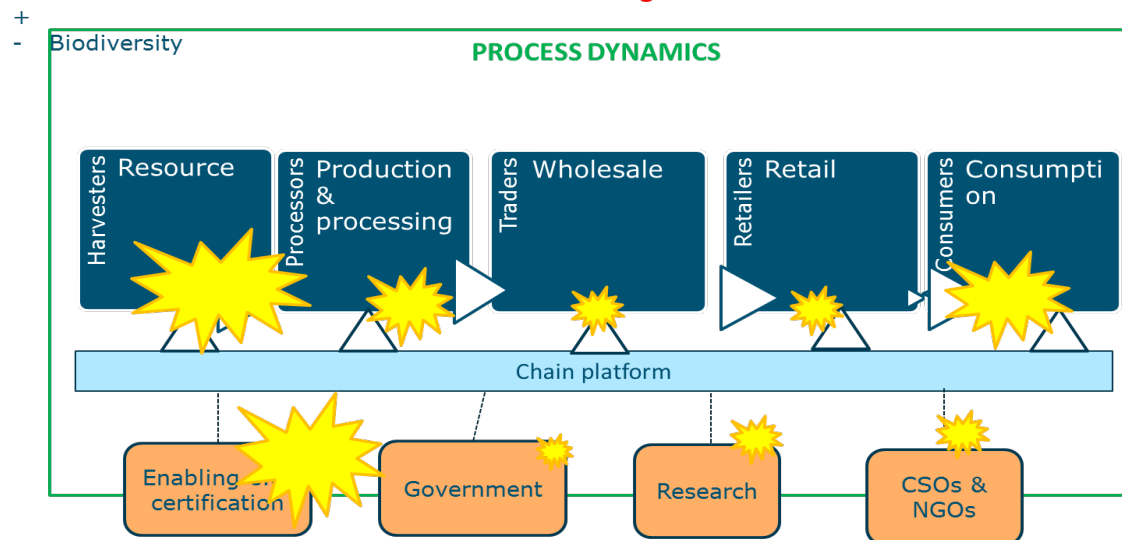 +
- Biodiversity
PROCESS DYNAMICS
Harvesters
Resource
Processors
Production
&
processing
Traders
Wholesale
Retailers
Retail
Consumers
Consumpti
on
Chain platform
Enabling
certification
Government
Research
CSOs &
NGOs